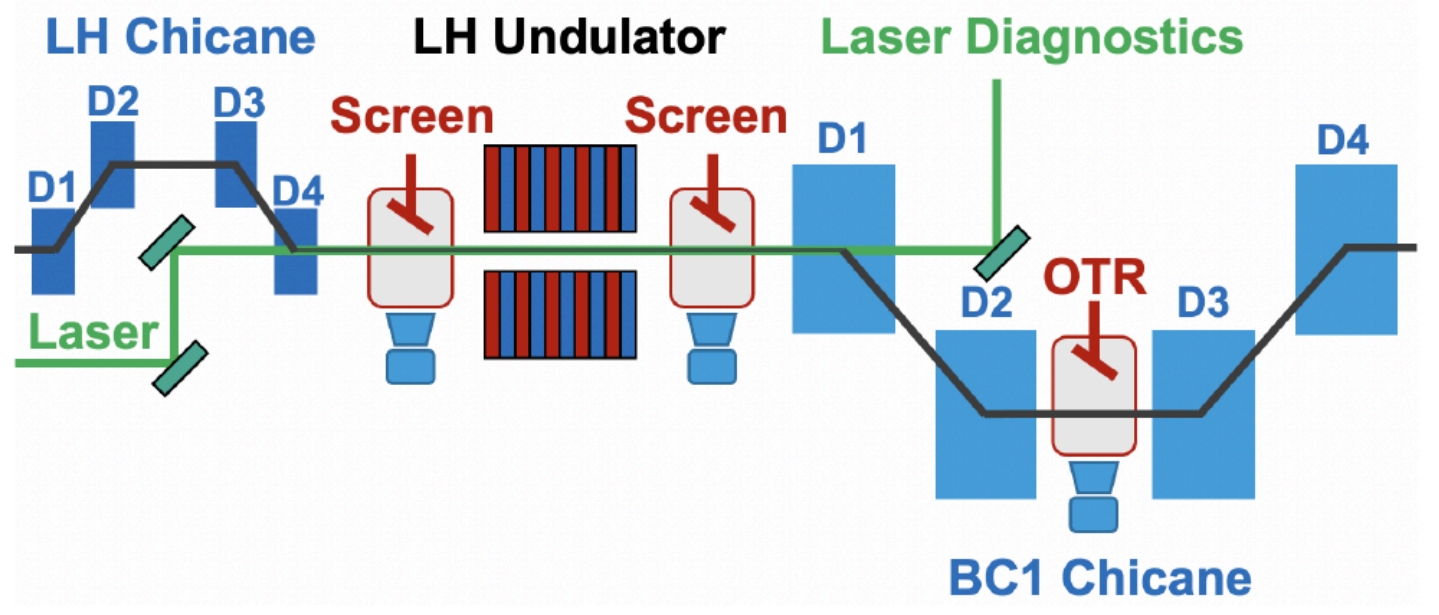 LH Chicane
LH Undulator
Laser Diagnostics
D2
D3
Screen
Screen
D1
D4
D1
D4
Laser
D2
OTR
D3
BC1 Chicane